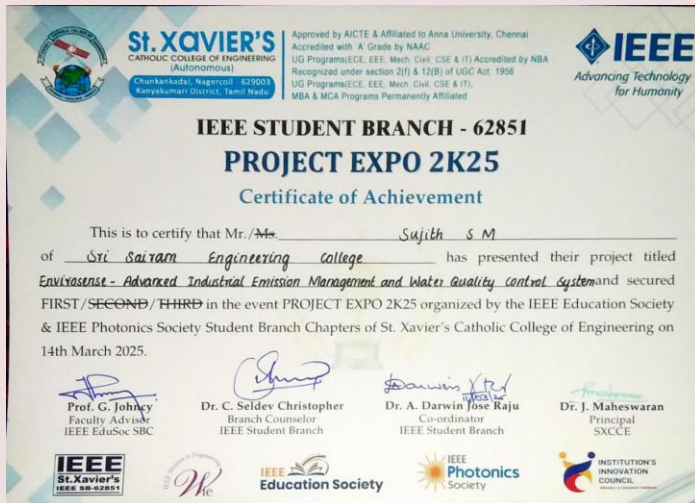 St. XAVIER'S
CATHOLIC COLLEGE OF ENGINEERING
(Autonomous)
Chunkankadai, Nagercoil 629003
Kanyakumari District, Tamil Nadu
Approved by AICTE & Affiliated to Anna University, Chennai
Accredited with 'A' Grade by NAAC
UG Programs(ECE, EEE, Mech, Civil, CSE & IT) Accredited by NBA
Recognized under section 2(f) & 12(B) of UGC Act, 1956
UG Programs(ECE, EEE, Mech, Civil, CSE & IT),
MBA & MCA Programs Permanently Affiliated
IEEE
Advancing Technology
for Humanity
IEEE STUDENT BRANCH - 62851
PROJECT EXPO 2K25
Certificate of Achievement
This is to certify that Mr./Ms. Sujith S M
of Sri Sairam Engineering College has presented their project titled
Envirosense - Advanced Industrial Emission Management and Water Quality Control System and secured
FIRST/SECOND/THIRD in the event PROJECT EXPO 2K25 organized by the IEEE Education Society
& IEEE Photonics Society Student Branch Chapters of St. Xavier's Catholic College of Engineering on
14th March 2025.
Prof. G. Johncy
Faculty Advisor
IEEE EduSoc SBC
Dr. C. Seldev Christopher
Branch Counselor
IEEE Student Branch
Dr. A. Darwin Jose Raju
Co-ordinator
IEEE Student Branch
Dr. J. Maheswaran
Principal
SXCCE
IEEE
St.Xavier's
IEEE SB-62851
WIE
IEEE
Education Society
IEEE
Photonics
Society
INSTITUTION'S
INNOVATION
COUNCIL